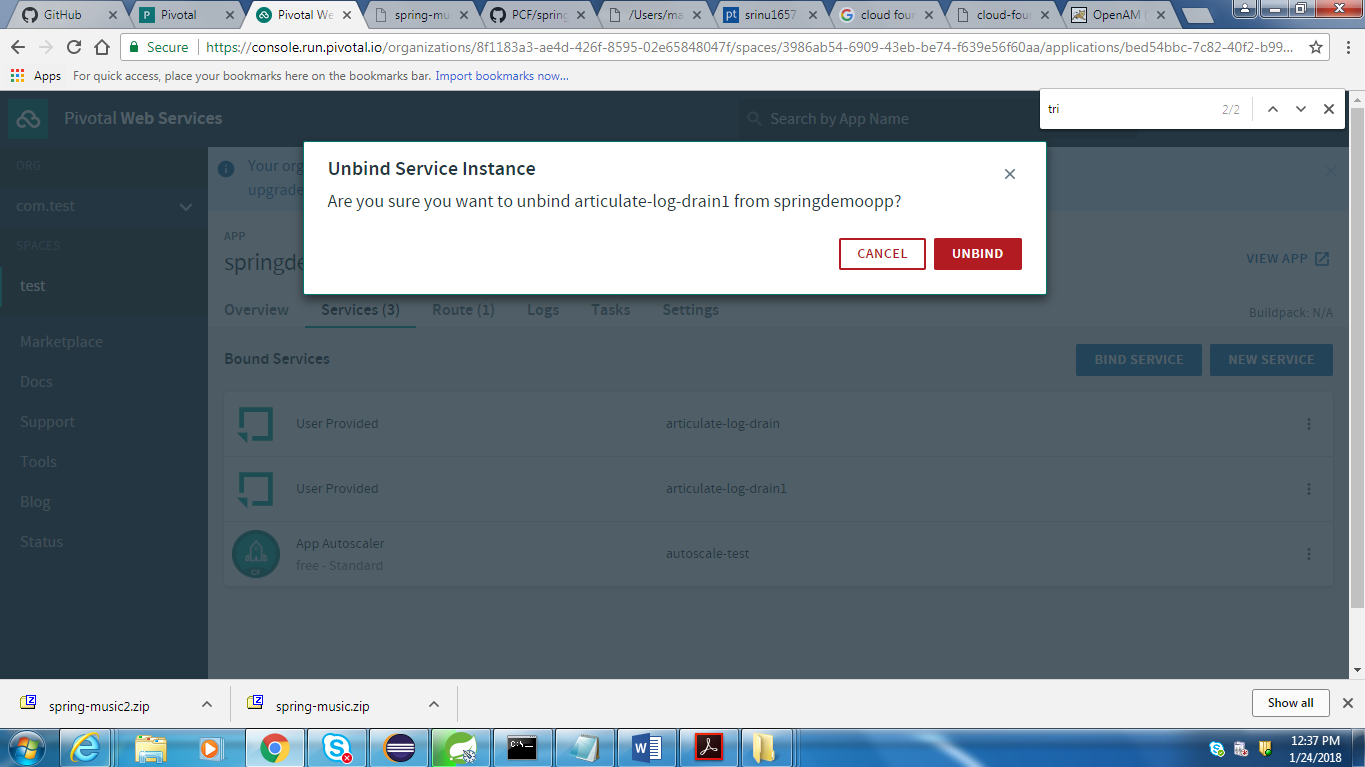 GitHub
Pivotal
Pivotal We
spring-mu
PCF/spring
/Users/ma
srinu1657
cloud foun
cloud-foun
OpenAM (
Secure
https://console.run.pivotal.io/organizations/8f1183a3-ae4d-426f-8595-02e65848047f/spaces/3986ab54-6909-43eb-be74-f639e56f60aa/applications/bed54bbc-7c82-40f2-b99...
Apps
For quick access, place your bookmarks here on the bookmarks bar. Import bookmarks now...
tri
2/2
Pivotal Web Services
Search by App Name
ORG
com.test
SPACES
test
Marketplace
Docs
Support
Tools
Blog
Status
Your org
upgrade
Unbind Service Instance
Are you sure you want to unbind articulate-log-drain1 from springdemoopp?
CANCEL
UNBIND
APP
springde
VIEW APP
Overview
Services (3)
Route (1)
Logs
Tasks
Settings
Buildpack: N/A
Bound Services
BIND SERVICE
NEW SERVICE
User Provided
articulate-log-drain
User Provided
articulate-log-drain1
App Autoscaler
free - Standard
autoscale-test
spring-music2.zip
spring-music.zip
Show all
12:37 PM
1/24/2018